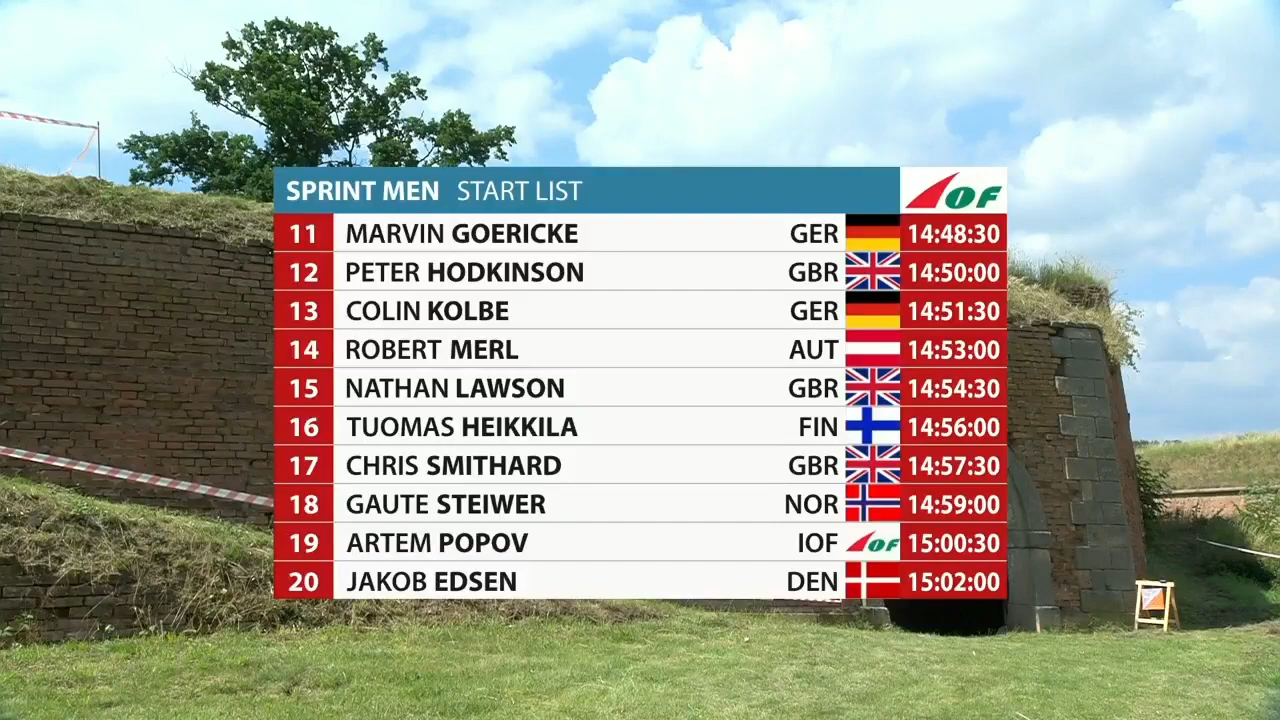 SPRINT MEN START LIST IOF
11 MARVIN GOERICKE GER 14:48:30
12 PETER HODKINSON GBR 14:50:00
13 COLIN KOLBE GER 14:51:30
14 ROBERT MERL AUT 14:53:00
15 NATHAN LAWSON GBR 14:54:30
16 TUOMAS HEIKKILA FIN 14:56:00
17 CHRIS SMITHARD GBR 14:57:30
18 GAUTE STEIWER NOR 14:59:00
19 ARTEM POPOV IOF IOF 15:00:30
20 JAKOB EDSEN DEN 15:02:00